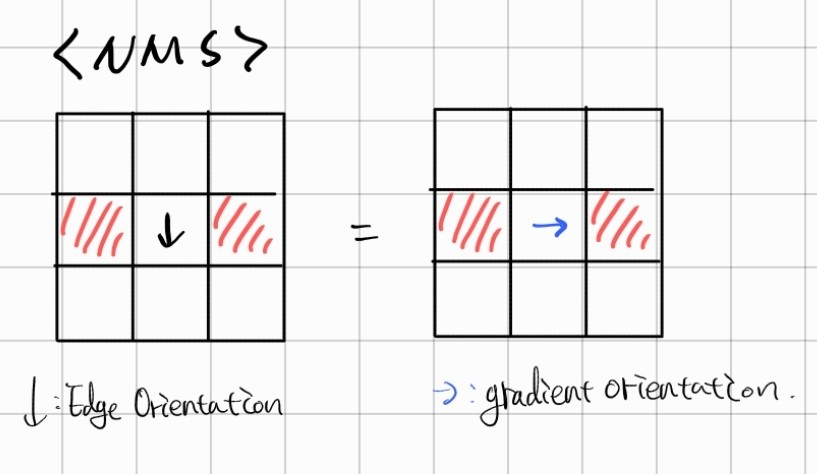 <NMS>
=
↓: Edge Orientation
→: gradient orientation.